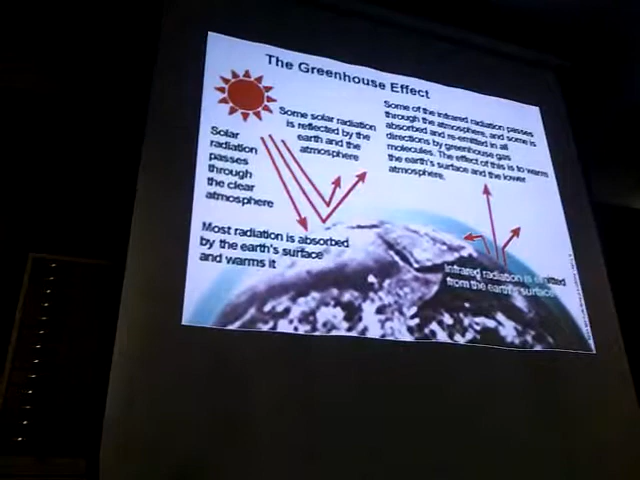 The Greenhouse Effect
Some solar radiation
is reflected by the
earth and the
atmosphere
Some of the infrared radiation passes
through the atmosphere, and some is
absorbed and re-emitted in all
directions by greenhouse gas
molecules. The effect of this is to warm
the earth's surface and the lower
atmosphere.
Solar
radiation
passes
through
the clear
atmosphere
Most radiation is absorbed
by the earth's surface
and warms it
Infrared radiation is emitted
from the earth's surface